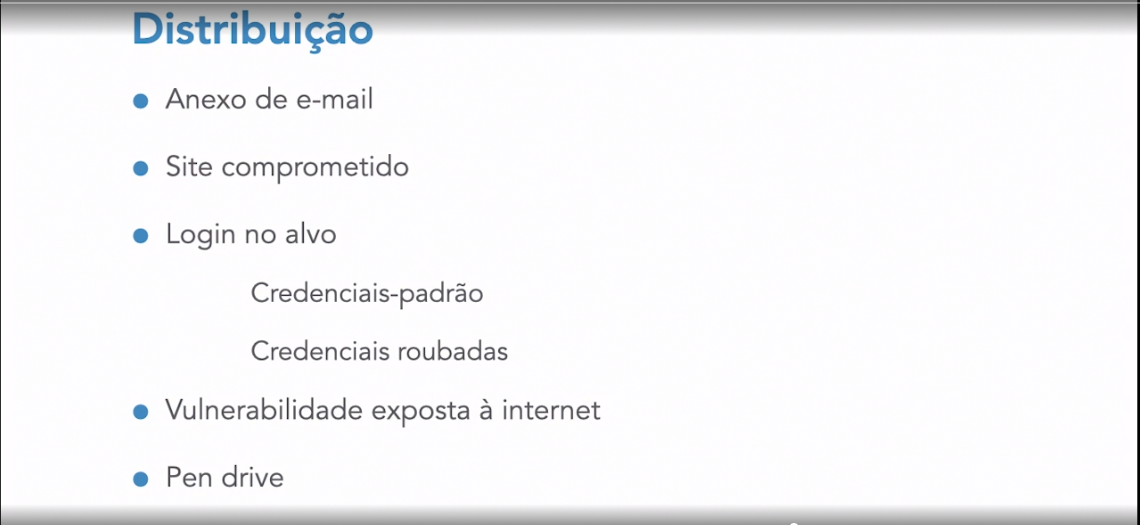 Distribuição
Anexo de e-mail
Site comprometido
Login no alvo
Credenciais-padrão
Credenciais roubadas
Vulnerabilidade exposta à internet
Pen drive